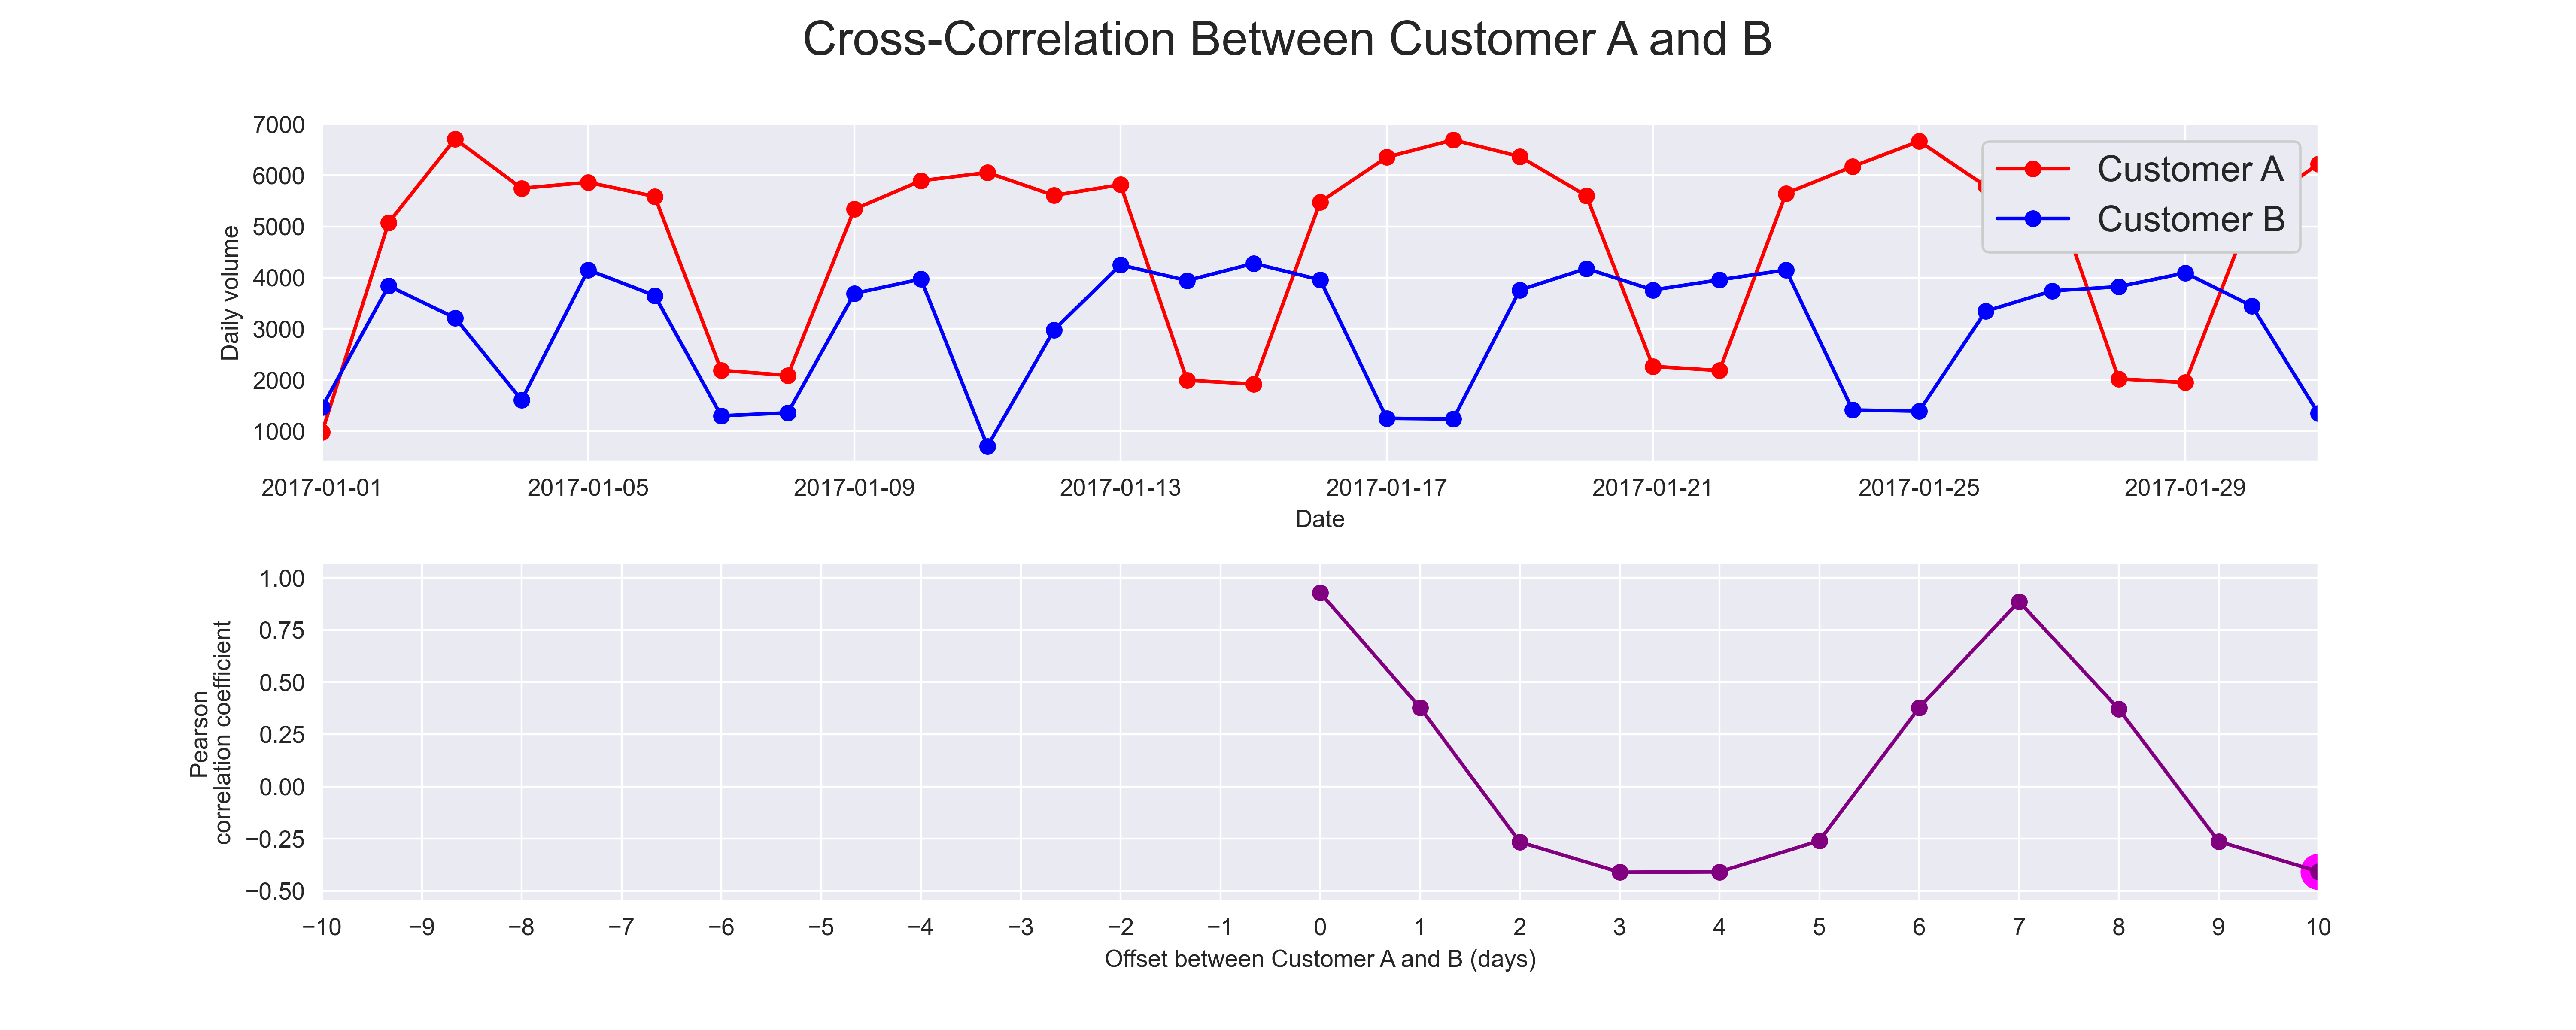 Cross-Correlation Between Customer A and B
7000
6000
5000
4000
3000
2000
1000
Daily volume
Customer A
Customer B
2017-01-01 2017-01-05 2017-01-09 2017-01-13 2017-01-17 2017-01-21 2017-01-25 2017-01-29
Date
1.00
0.75
0.50
0.25
0.00
−0.25
−0.50
Pearson
correlation coefficient
−10 −9 −8 −7 −6 −5 −4 −3 −2 −1 0 1 2 3 4 5 6 7 8 9 10
Offset between Customer A and B (days)